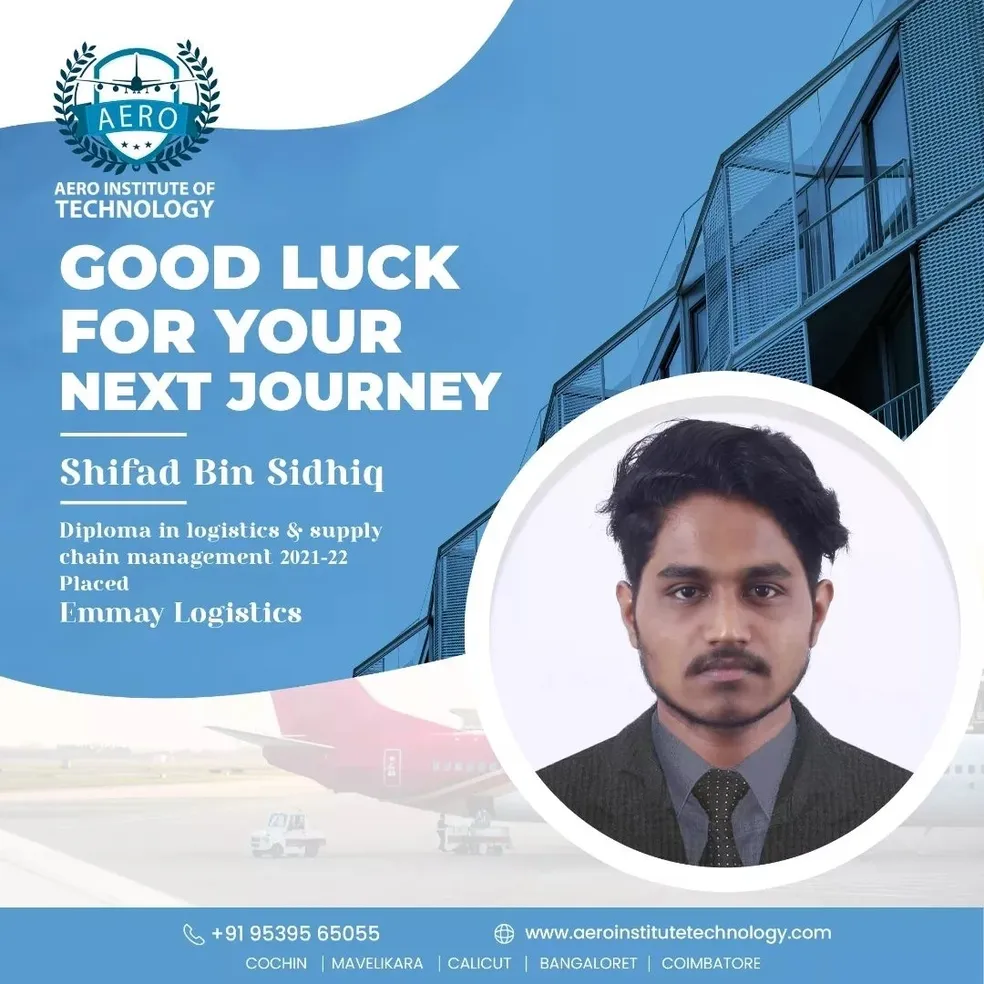 AERO
AERO INSTITUTE OF
TECHNOLOGY
GOOD LUCK
FOR YOUR
NEXT JOURNEY
Shifad Bin Sidhiq
Diploma in logistics & supply
chain management 2021-22
Placed
Emmay Logistics
+91 95395 65055 www.aeroinstitutetechnology.com
COCHIN | MAVELIKARA | CALICUT | BANGALORET | COIMBATORE